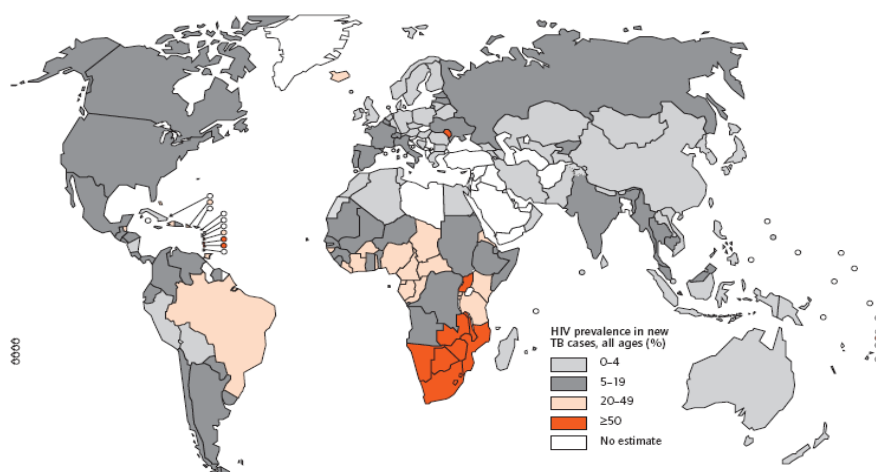 HIV prevalence in new
TB cases, all ages (%)
0–4
5–19
20–49
≥50
No estimate